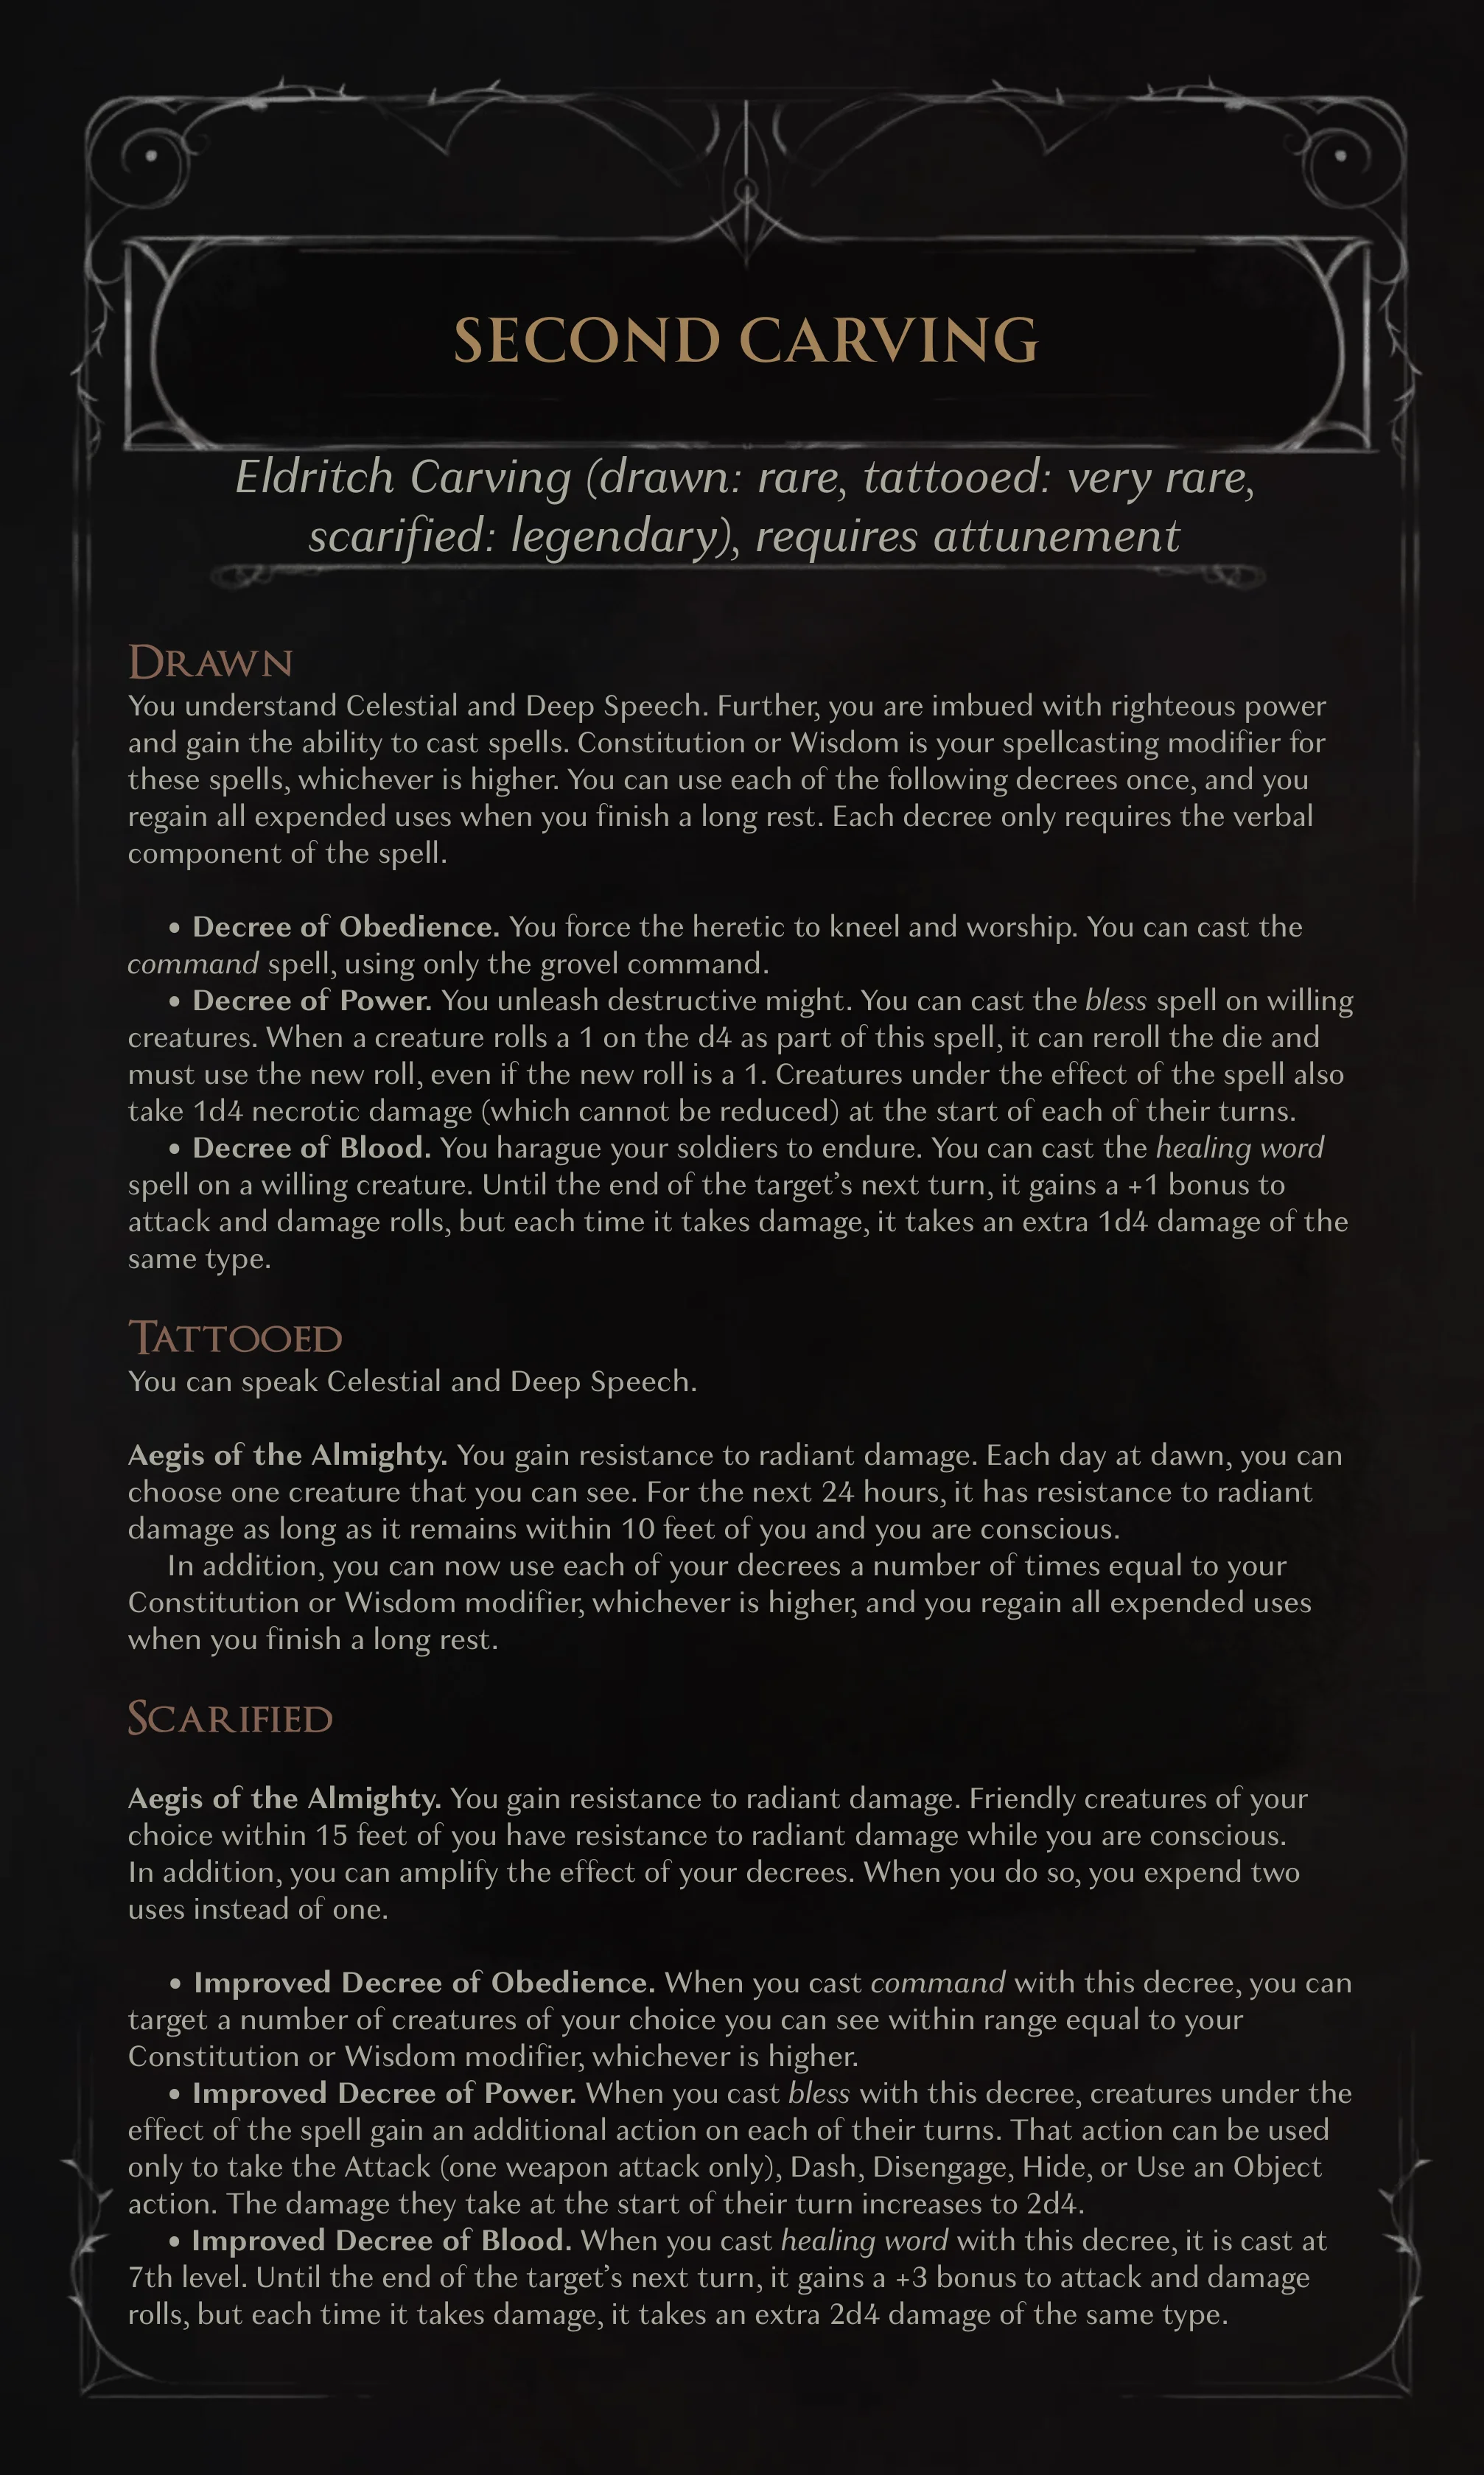 SECOND CARVING
Eldritch Carving (drawn: rare, tattooed: very rare,
scarified: legendary), requires attunement
Drawn
You understand Celestial and Deep Speech. Further, you are imbued with righteous power
and gain the ability to cast spells. Constitution or Wisdom is your spellcasting modifier for
these spells, whichever is higher. You can use each of the following decrees once, and you
regain all expended uses when you finish a long rest. Each decree only requires the verbal
component of the spell.
• Decree of Obedience. You force the heretic to kneel and worship. You can cast the
command spell, using only the grovel command.
• Decree of Power. You unleash destructive might. You can cast the bless spell on willing
creatures. When a creature rolls a 1 on the d4 as part of this spell, it can reroll the die and
must use the new roll, even if the new roll is a 1. Creatures under the effect of the spell also
take 1d4 necrotic damage (which cannot be reduced) at the start of each of their turns.
• Decree of Blood. You harague your soldiers to endure. You can cast the healing word
spell on a willing creature. Until the end of the target’s next turn, it gains a +1 bonus to
attack and damage rolls, but each time it takes damage, it takes an extra 1d4 damage of the
same type.
Tattooed
You can speak Celestial and Deep Speech.
Aegis of the Almighty. You gain resistance to radiant damage. Each day at dawn, you can
choose one creature that you can see. For the next 24 hours, it has resistance to radiant
damage as long as it remains within 10 feet of you and you are conscious.
In addition, you can now use each of your decrees a number of times equal to your
Constitution or Wisdom modifier, whichever is higher, and you regain all expended uses
when you finish a long rest.
Scarified
Aegis of the Almighty. You gain resistance to radiant damage. Friendly creatures of your
choice within 15 feet of you have resistance to radiant damage while you are conscious.
In addition, you can amplify the effect of your decrees. When you do so, you expend two
uses instead of one.
• Improved Decree of Obedience. When you cast command with this decree, you can
target a number of creatures of your choice you can see within range equal to your
Constitution or Wisdom modifier, whichever is higher.
• Improved Decree of Power. When you cast bless with this decree, creatures under the
effect of the spell gain an additional action on each of their turns. That action can be used
only to take the Attack (one weapon attack only), Dash, Disengage, Hide, or Use an Object
action. The damage they take at the start of their turn increases to 2d4.
• Improved Decree of Blood. When you cast healing word with this decree, it is cast at
7th level. Until the end of the target’s next turn, it gains a +3 bonus to attack and damage
rolls, but each time it takes damage, it takes an extra 2d4 damage of the same type.